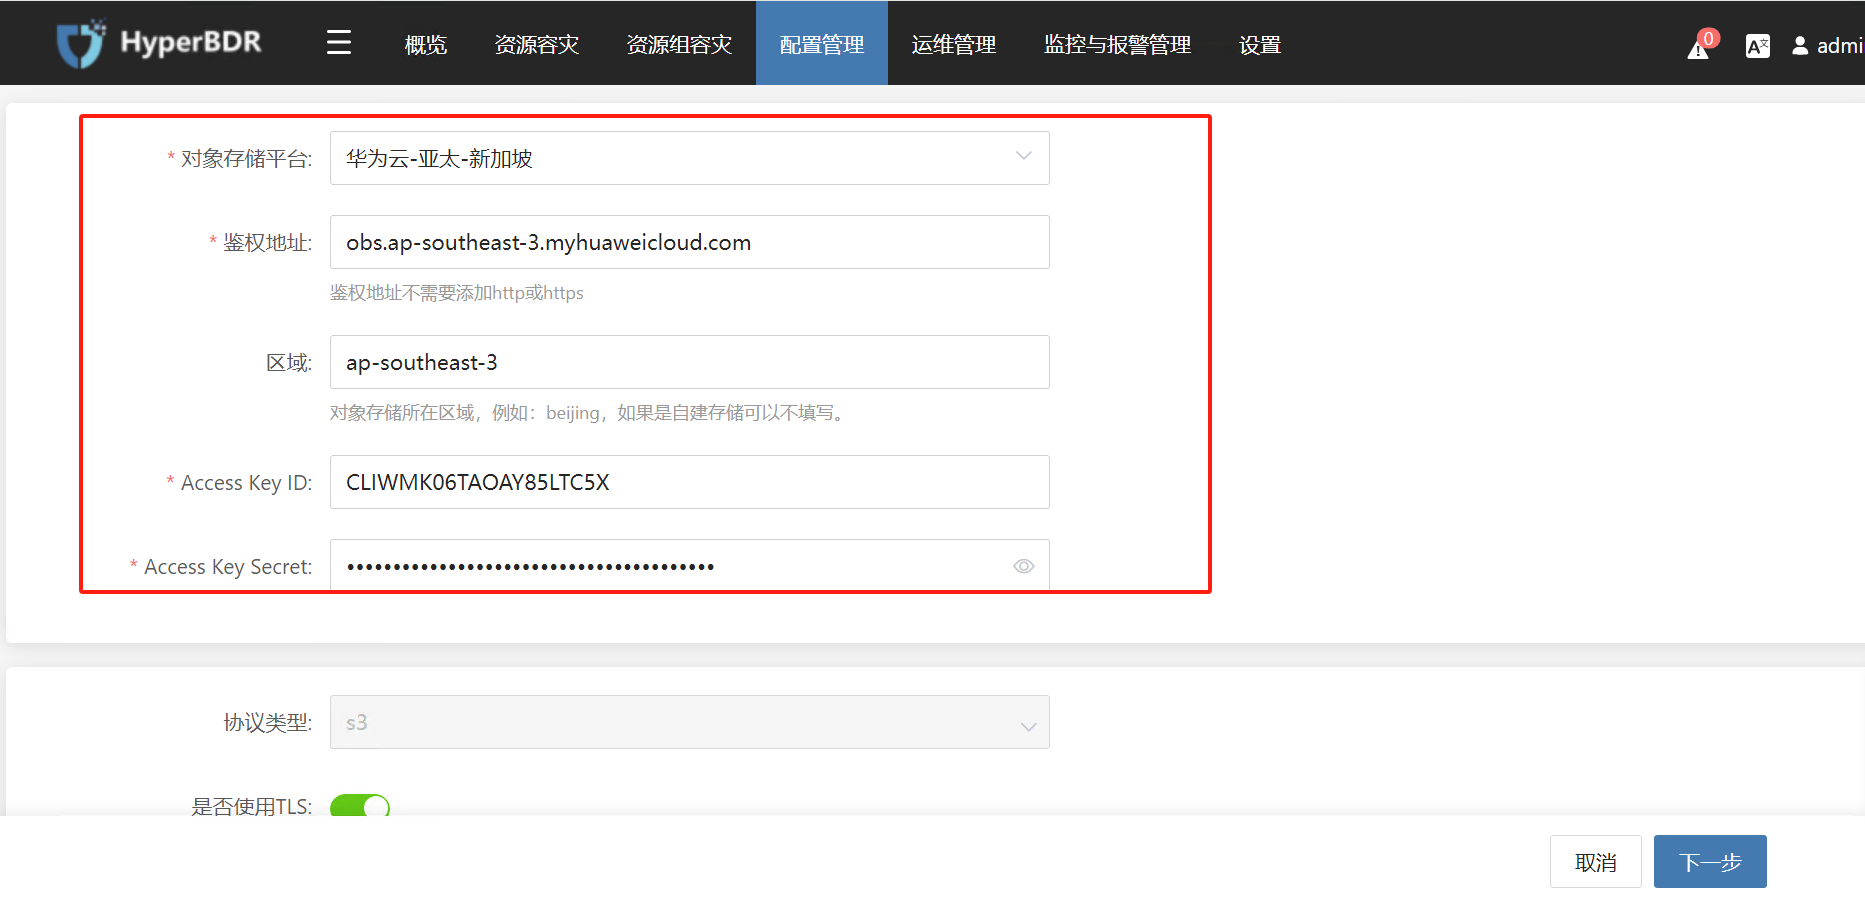 HyperBDR 概览 资源容灾 资源组容灾 配置管理 运维管理 监控与报警管理 设置 0 A文 admi
* 对象存储平台: 华为云-亚太-新加坡
* 鉴权地址: obs.ap-southeast-3.myhuaweicloud.com
鉴权地址不需要添加http或https
区域: ap-southeast-3
对象存储所在区域，例如：beijing，如果是自建存储可以不填写。
* Access Key ID: CLIWMK06TAOAY85LTC5X
* Access Key Secret: ••••••••••••••••••••••••••••••••••••••••
协议类型: s3
是否使用TLS:
取消 下一步